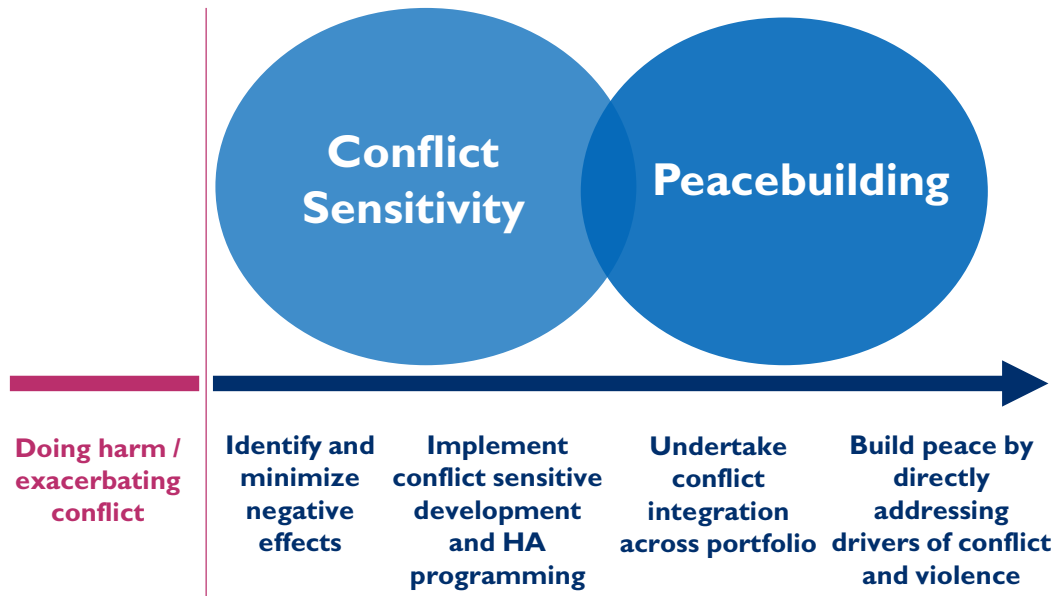 Conflict
Sensitivity
Peacebuilding
Doing harm /
exacerbating
conflict
Identify and
minimize
negative
effects
Implement
conflict sensitive
development
and HA
programming
Undertake
conflict
integration
across portfolio
Build peace by
directly
addressing
drivers of conflict
and violence